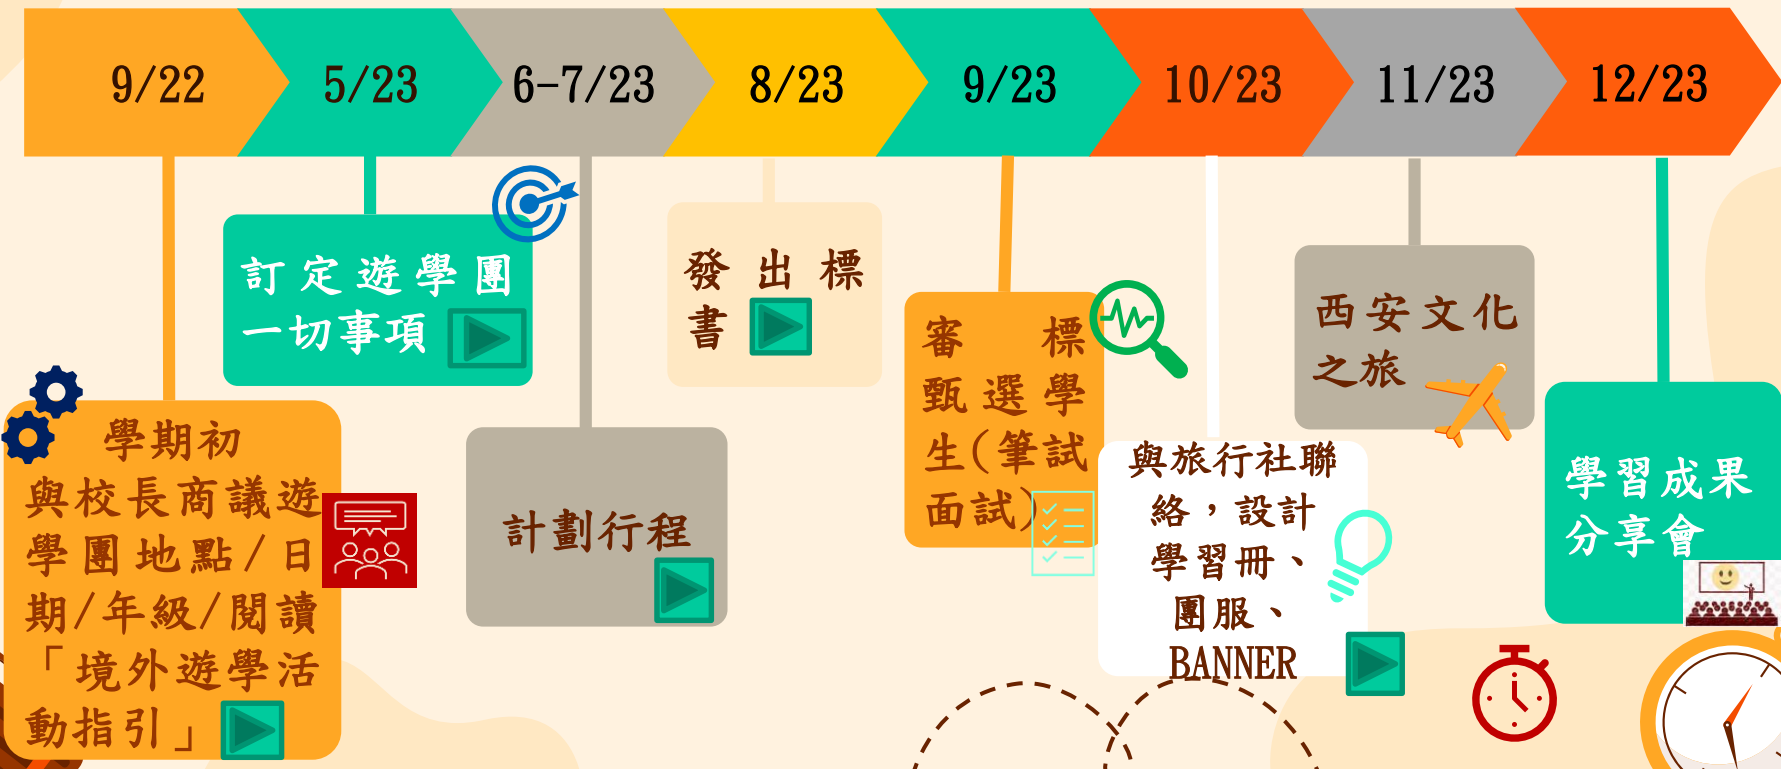 9/22
5/23
6-7/23
8/23
9/23
10/23
11/23
12/23
學期初
與校長商議遊
學團地點/日
期/年級/閱讀
「境外遊學活
動指引」
訂定遊學團
一切事項
計劃行程
發出標
書
審標
甄選學
生(筆試
面試)
與旅行社聯
絡，設計
學習冊、
團服、
BANNER
西安文化
之旅
學習成果
分享會